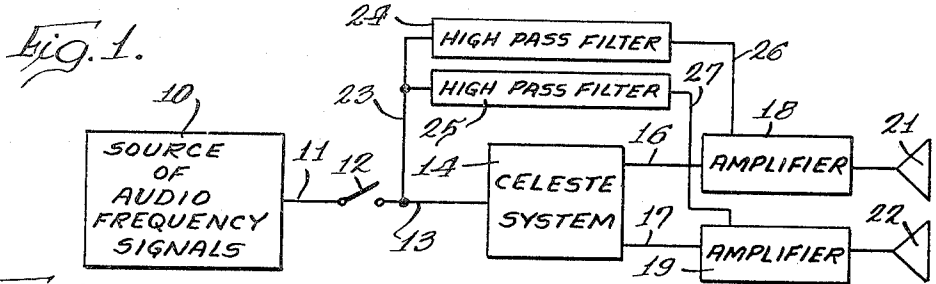 Fig. 1.
24
HIGH PASS FILTER
26
23
HIGH PASS FILTER
25
27
10
SOURCE
OF
AUDIO
FREQUENCY
SIGNALS
11
12
13
14
CELESTE
SYSTEM
16
17
18
AMPLIFIER
21
AMPLIFIER
19
22